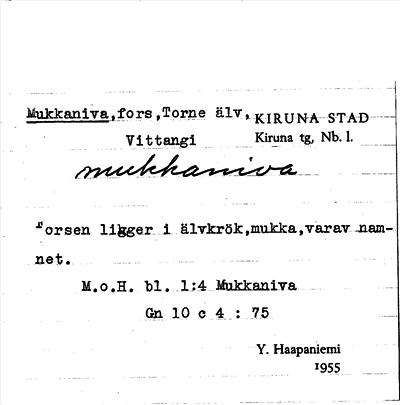 Mukkaniva,fors,Torne älv, KIRUNA STAD
Vittangi Kiruna tg, Nb. l.
mukkaniva
Forsen ligger i älvkrök,mukka,varav nam-
net.
M.o.H. bl. 1:4 Mukkaniva
Gn 10 c 4 : 75
Y. Haapaniemi
1955